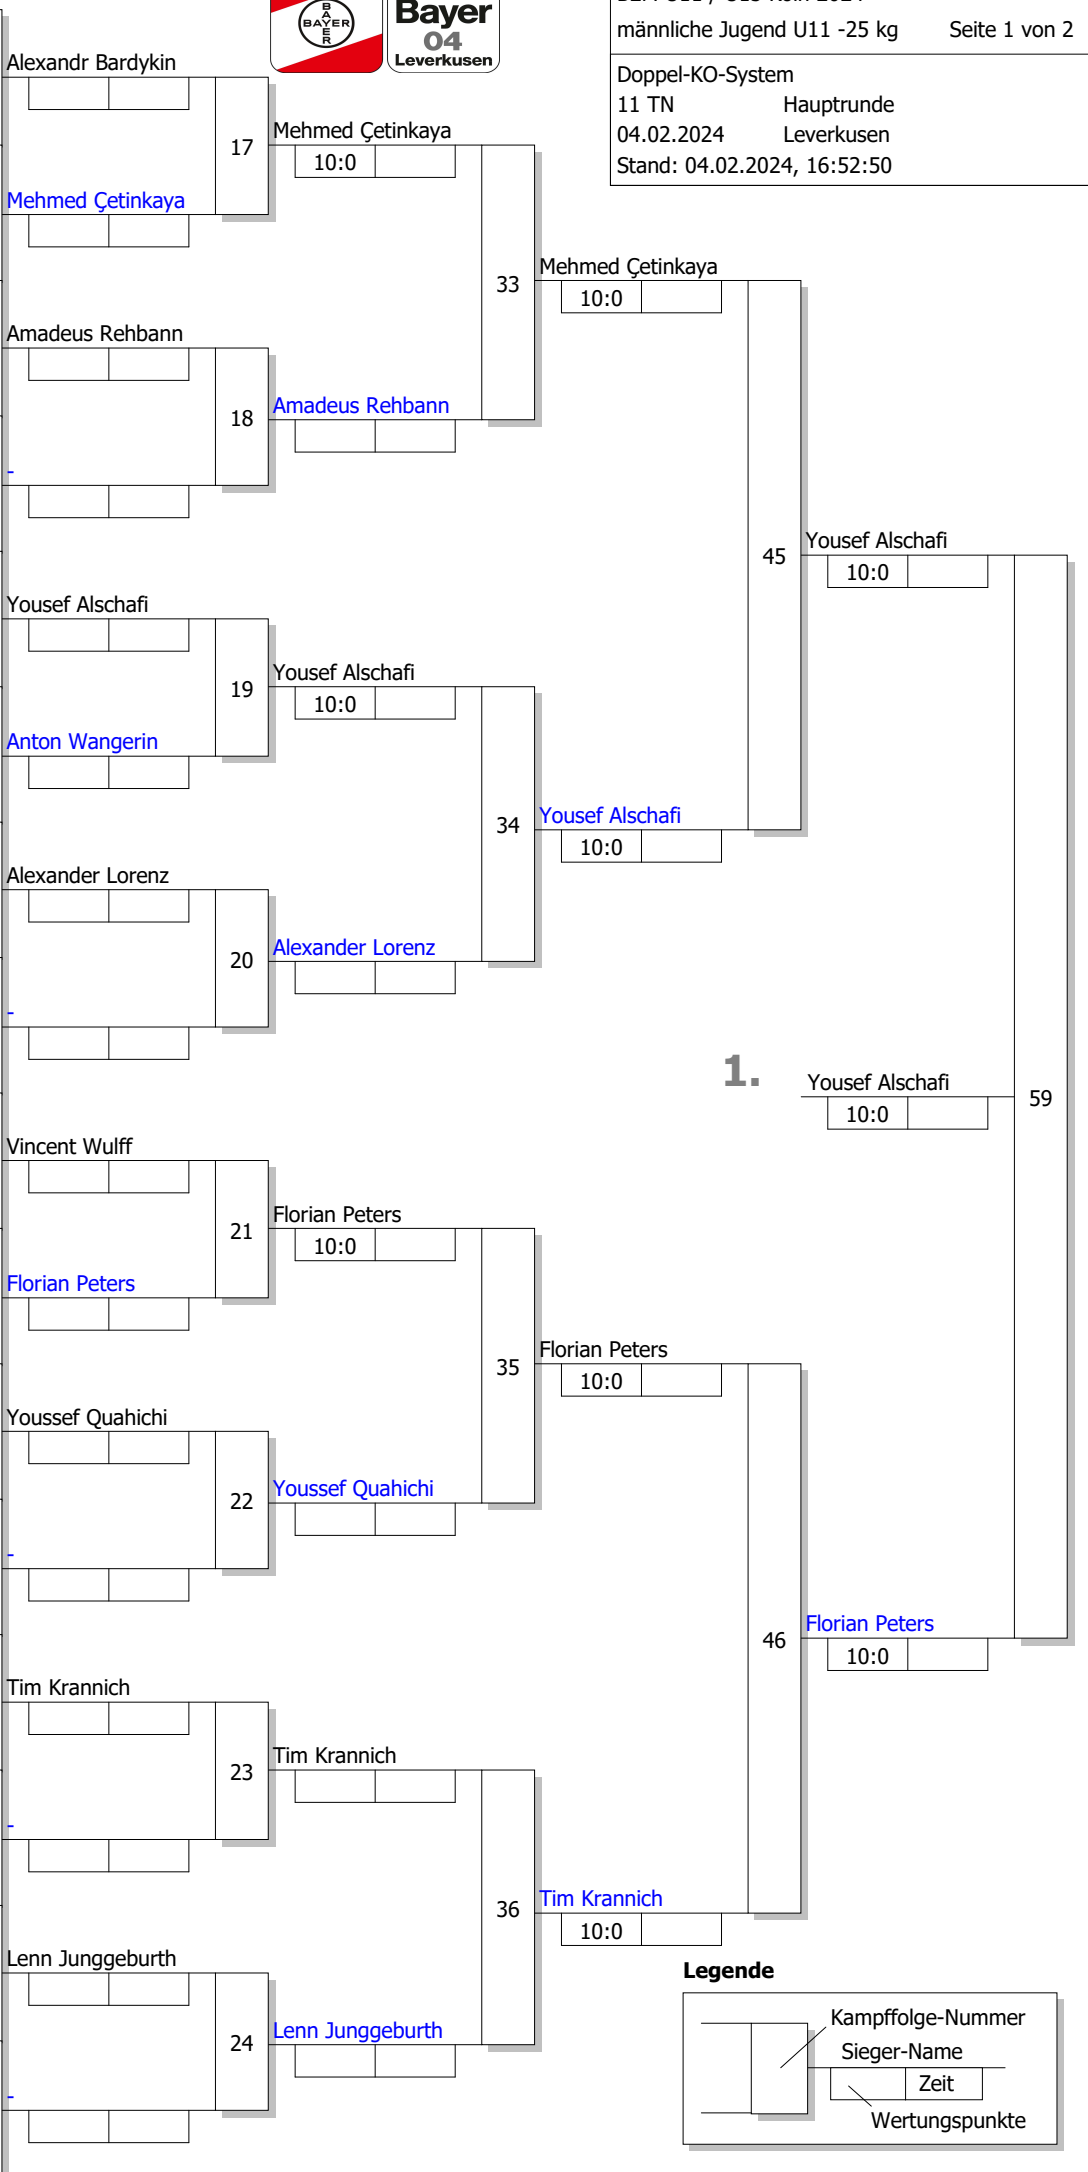 BAYER
BAYER
Bayer
04
Leverkusen
männliche Jugend U11 -25 kg Seite 1 von 2
Doppel-KO-System
11 TN Hauptrunde
04.02.2024 Leverkusen
Stand: 04.02.2024, 16:52:50
Alexandr Bardykin
17
Mehmed Çetinkaya
10:0
Mehmed Çetinkaya
33
Mehmed Çetinkaya
10:0
Amadeus Rehbann
18
Amadeus Rehbann
-
45
Yousef Alschafi
10:0
Yousef Alschafi
19
Yousef Alschafi
10:0
Anton Wangerin
34
Yousef Alschafi
10:0
Alexander Lorenz
20
Alexander Lorenz
-
1.
Yousef Alschafi
10:0
59
Vincent Wulff
21
Florian Peters
10:0
Florian Peters
35
Florian Peters
10:0
Youssef Quahichi
22
Youssef Quahichi
-
46
Florian Peters
10:0
Tim Krannich
23
Tim Krannich
-
36
Tim Krannich
10:0
Lenn Junggeburth
24
Lenn Junggeburth
-
Legende
Kampffolge-Nummer
Sieger-Name
Zeit
Wertungspunkte